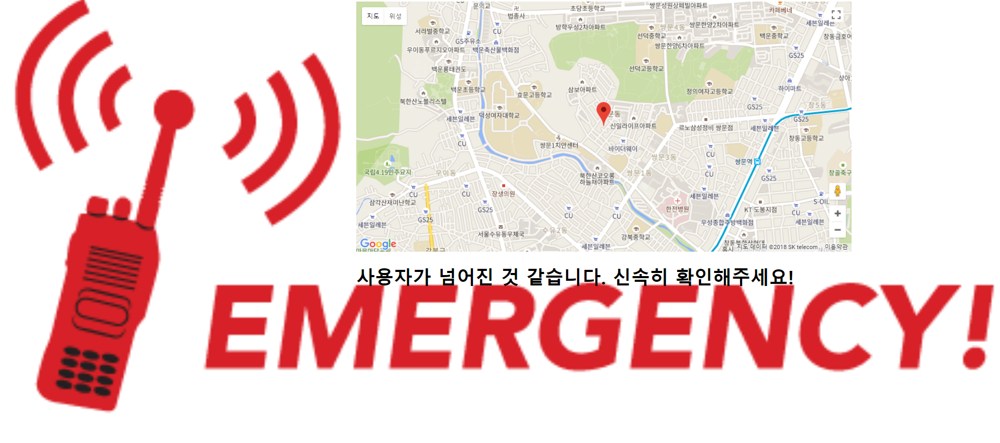 문의교
법종사
초당초등학교
쌍문성원상떼빌아파트
카페베네
지도
위성
서라벌중학교
CU
방학우성2차아파트
쌍문4동
쌍문한양2차아파트
세븐일레븐
선덕중학교
백운중학교
창동금호어
GS주유소
우이동푸르지오아파트
백운축산물백화점
쌍문한양6차아파트
GS25
백운룡태권도
선덕고등학교
상아
백운초등학교
효문고등학교
삼보아파트
정의여자고등학교
하이마트
북한산노블리스텔
GS25
창5동
세븐일레븐
덕성여자대학교
문동
신일라이프아파트
르노삼성정비 쌍문점
세븐일레븐
GS25
CU
쌍문1치안센터
바이더웨이
CU
창동고등학교
쌍문3동
쌍문역
국립4.19민주묘지
우이동
북한산코오롱
하늘채아파트
쌍문1동
CU
GS25
창골축구
CU
CU
장생의원
세븐일레븐
삼각산재미난학교
GS25
CU
CU
한전병원
KT 도봉지점
S-OIL
CU
GS25
세븐일레븐
우성종합주방백화점
세븐일레븐
서울수유동우체국
수유2동
강북중학교
세븐일레븐
창동북한산현대
홈시
Google
강북구
지도 데이터 ©2018 SK telecom
이용약관
사용자가 넘어진 것 같습니다. 신속히 확인해주세요!
EMERGENCY!